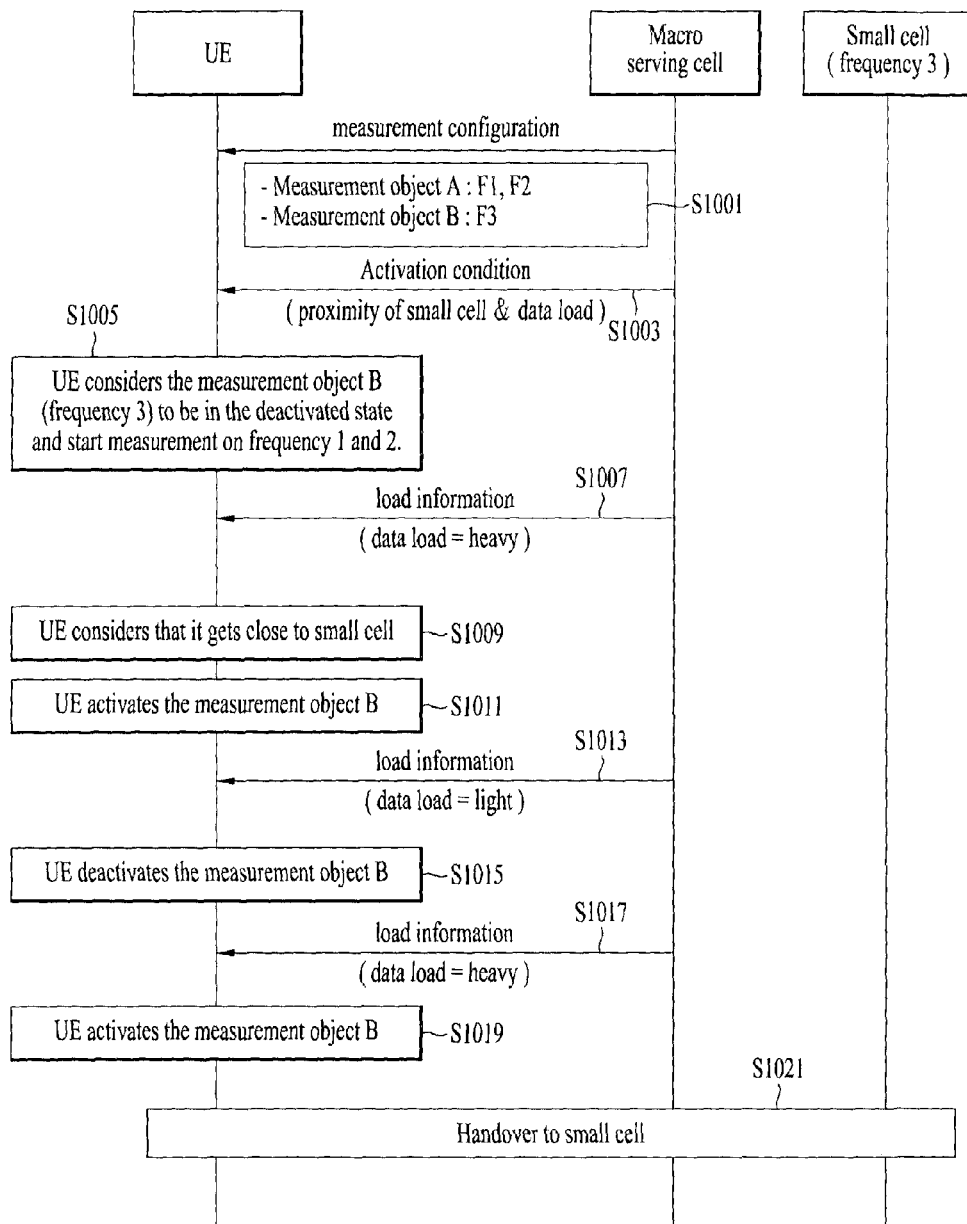 UE
Macro
serving cell
Small cell
( frequency 3 )
measurement configuration
- Measurement object A : F1, F2
- Measurement object B : F3
S1001
Activation condition
( proximity of small cell & data load )
S1003
S1005
UE considers the measurement object B
(frequency 3) to be in the deactivated state
and start measurement on frequency 1 and 2.
S1007
load information
( data load = heavy )
UE considers that it gets close to small cell
S1009
UE activates the measurement object B
S1011
S1013
load information
( data load = light )
UE deactivates the measurement object B
S1015
S1017
load information
( data load = heavy )
UE activates the measurement object B
S1019
S1021
Handover to small cell